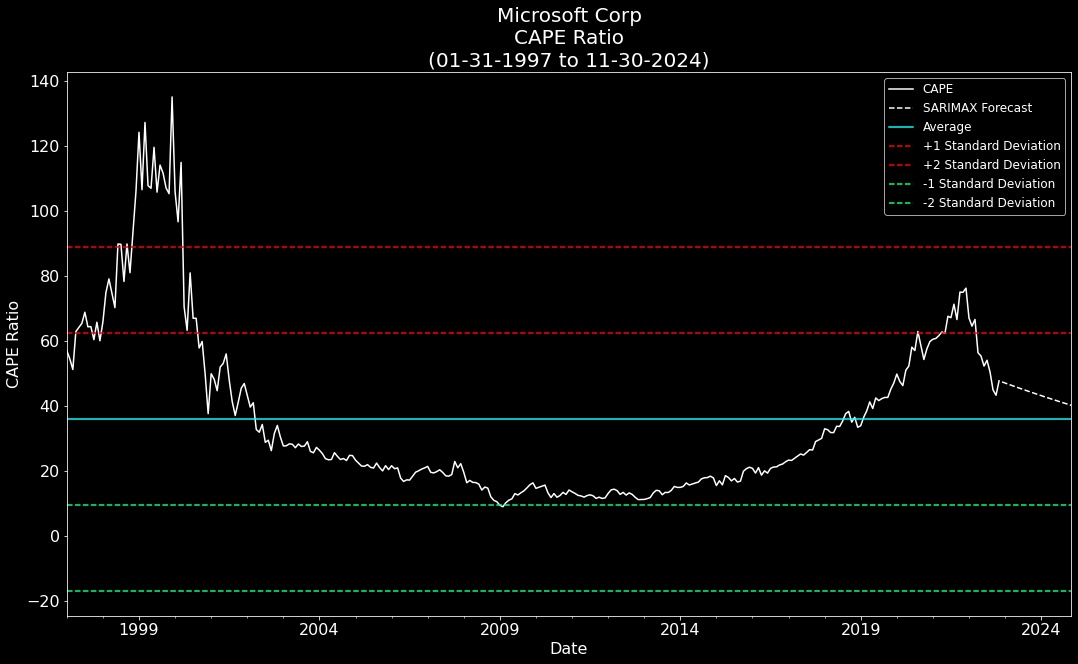 Microsoft Corp
CAPE Ratio
(01-31-1997 to 11-30-2024)
CAPE
SARIMAX Forecast
Average
+1 Standard Deviation
+2 Standard Deviation
-1 Standard Deviation
-2 Standard Deviation
CAPE Ratio
140
120
100
80
60
40
20
0
−20
1999
2004
2009
2014
2019
2024
Date